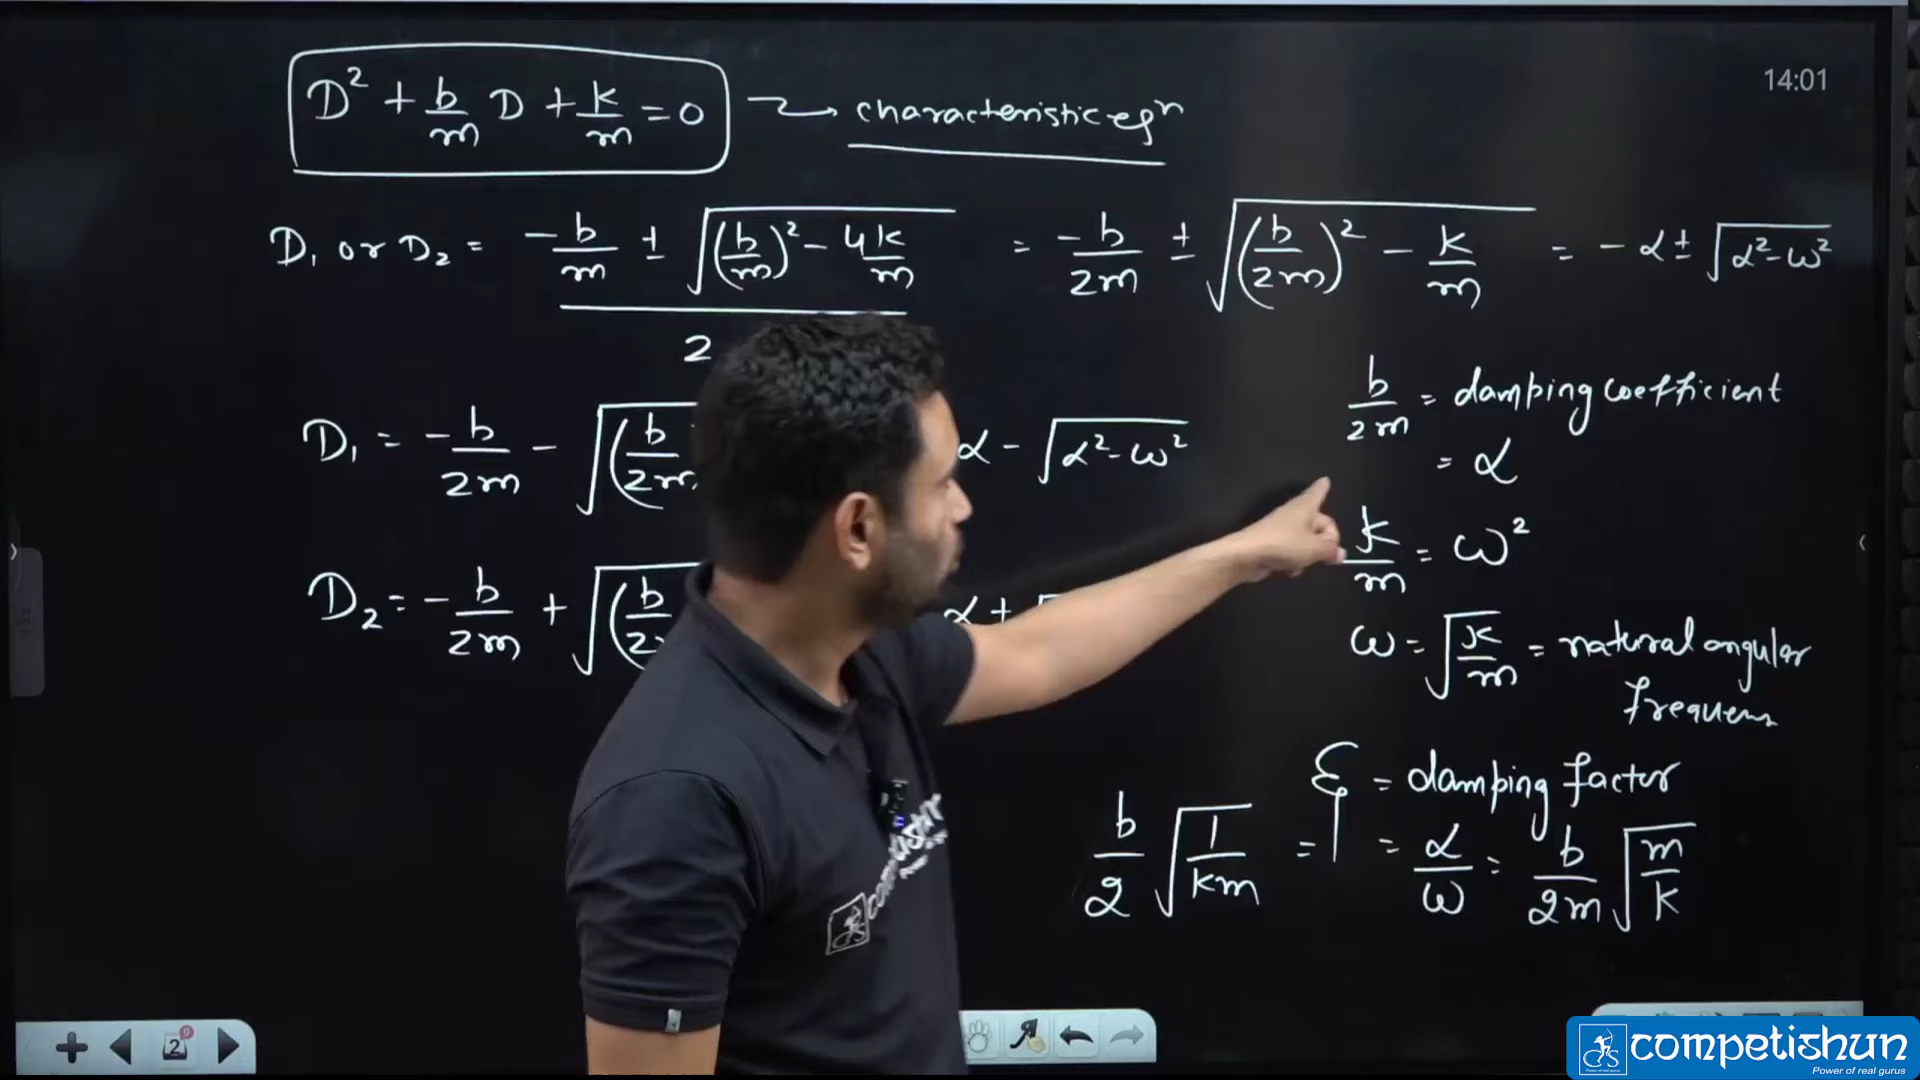 14:01
D² + b/m D + k/m = 0 → characteristic eqⁿ
D₁ or D₂ = (-b/m ± √((b/m)² - 4k/m))/2 = -b/2m ± √((b/2m)² - k/m) = -α ± √(α²-ω²)
b/2m = damping coefficient
= α
D₁ = -b/2m - √((b/2m α - √(α²-ω²)
k/m = ω²
D₂ = -b/2m + √((b/2 α +
ω = √(k/m) = natural angular
ξ = damping factor
b/2 √(1/km) = | = α/ω = b/2m √(m/k)
2
competishun
Power of real gurus